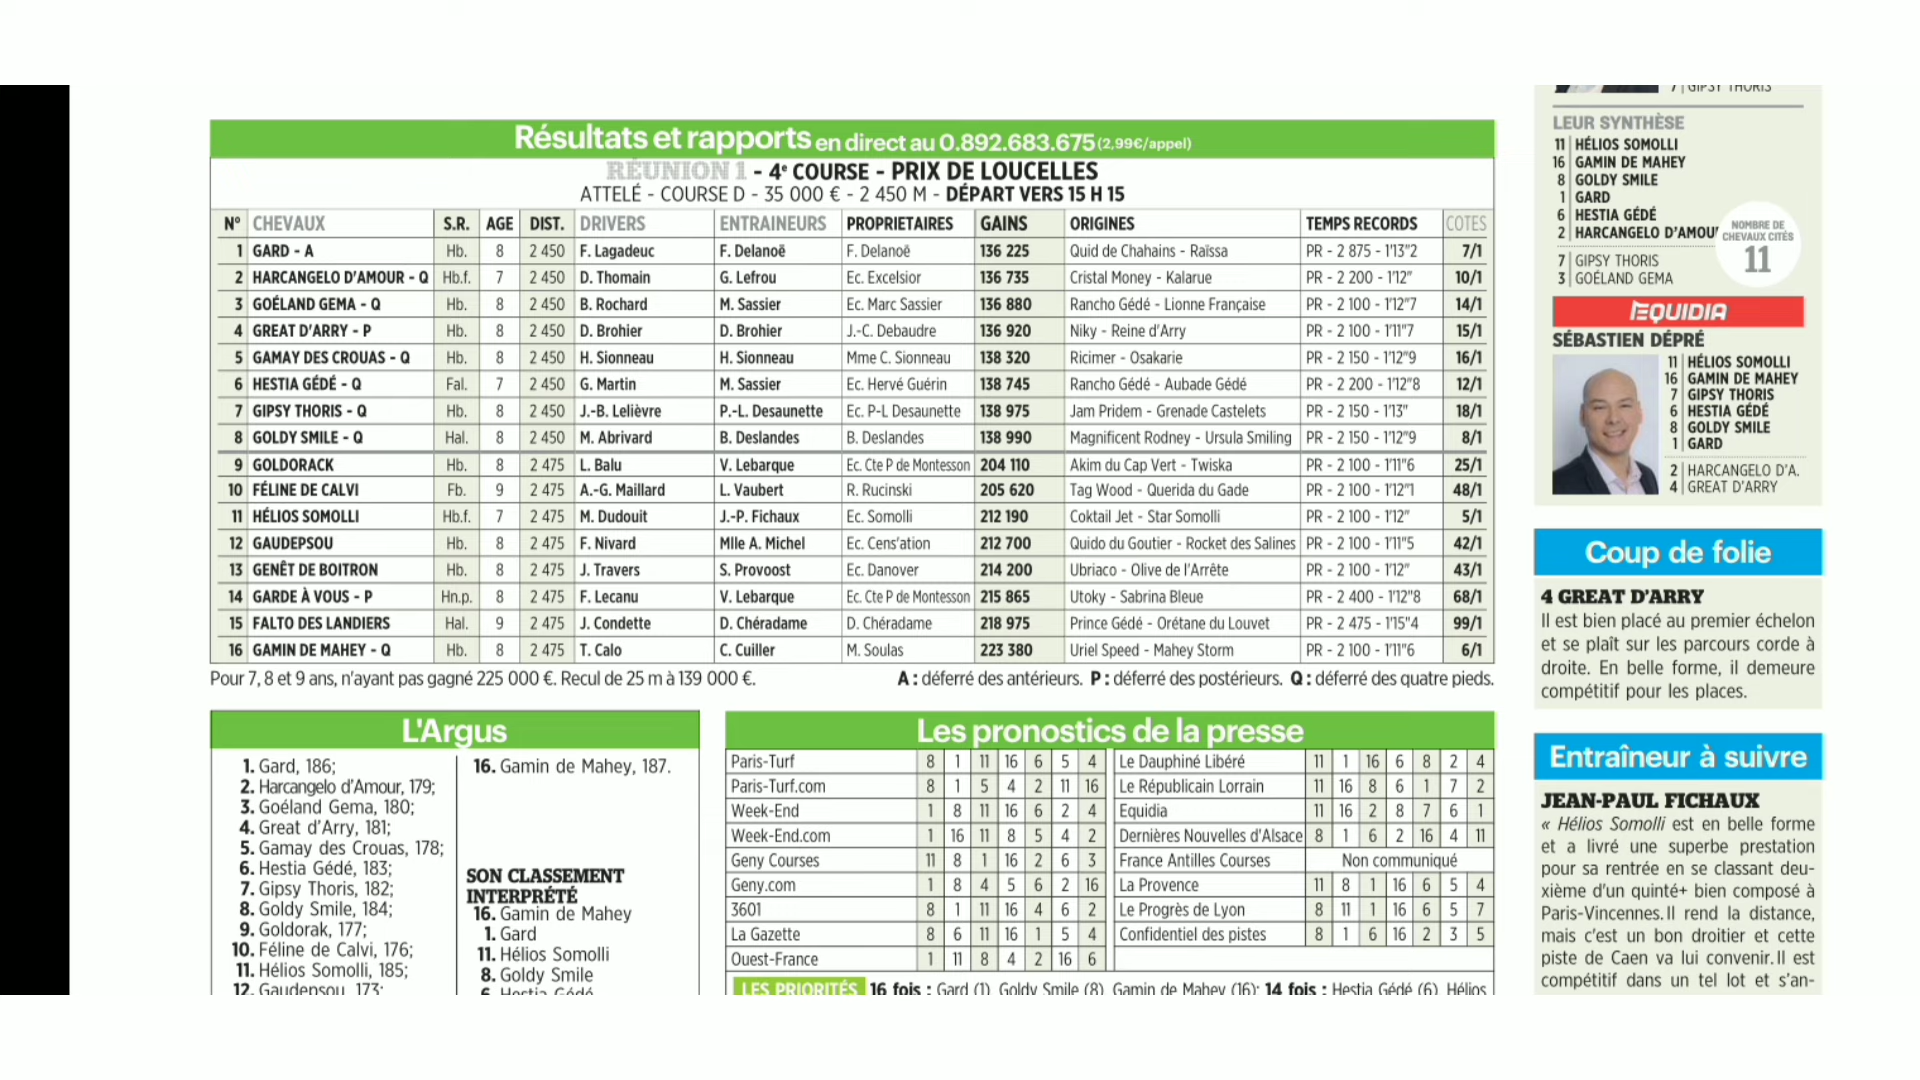 Résultats et rapports en direct au 0.892.683.675 (2,99€/appel)
RÉUNION 1 - 4e COURSE - PRIX DE LOUCELLES
ATTELÉ - COURSE D - 35 000 € - 2 450 M - DÉPART VERS 15 H 15
N° CHEVAUX S.R. AGE DIST. DRIVERS ENTRAINEURS PROPRIETAIRES GAINS ORIGINES TEMPS RECORDS COTES
1 GARD - A Hb. 8 2 450 F. Lagadeuc F. Delanoë F. Delanoë 136 225 Quid de Chahains - Raïssa PR - 2 875 - 1'13"2 7/1
2 HARCANGELO D'AMOUR - Q Hb.f. 7 2 450 D. Thomain G. Lefrou Ec. Excelsior 136 735 Cristal Money - Kalarue PR - 2 200 - 1'12" 10/1
3 GOÉLAND GEMA - Q Hb. 8 2 450 B. Rochard M. Sassier Ec. Marc Sassier 136 880 Rancho Gédé - Lionne Française PR - 2 100 - 1'12"7 14/1
4 GREAT D'ARRY - P Hb. 8 2 450 D. Brohier D. Brohier J.-C. Debaudre 136 920 Niky - Reine d'Arry PR - 2 100 - 1'11"7 15/1
5 GAMAY DES CROUAS - Q Hb. 8 2 450 H. Sionneau H. Sionneau Mme C. Sionneau 138 320 Ricimer - Osakarie PR - 2 150 - 1'12"9 16/1
6 HESTIA GÉDÉ - Q Fal. 7 2 450 G. Martin M. Sassier Ec. Hervé Guérin 138 745 Rancho Gédé - Aubade Gédé PR - 2 200 - 1'12"8 12/1
7 GIPSY THORIS - Q Hb. 8 2 450 J.-B. Lelièvre P.-L. Desaunette Ec. P-L Desaunette 138 975 Jam Pridem - Grenade Castelets PR - 2 150 - 1'13" 18/1
8 GOLDY SMILE - Q Hal. 8 2 450 M. Abrivard B. Deslandes B. Deslandes 138 990 Magnificent Rodney - Ursula Smiling PR - 2 150 - 1'12"9 8/1
9 GOLDORACK Hb. 8 2 475 L. Balu V. Lebarque Ec. Cte P de Montesson 204 110 Akim du Cap Vert - Twiska PR - 2 100 - 1'11"6 25/1
10 FÉLINE DE CALVI Fb. 9 2 475 A.-G. Maillard L. Vaubert R. Rucinski 205 620 Tag Wood - Querida du Gade PR - 2 100 - 1'12"1 48/1
11 HÉLIOS SOMOLLI Hb.f. 7 2 475 M. Dudouit J.-P. Fichaux Ec. Somolli 212 190 Coktail Jet - Star Somolli PR - 2 100 - 1'12" 5/1
12 GAUDEPSOU Hb. 8 2 475 F. Nivard Mlle A. Michel Ec. Cens'ation 212 700 Quido du Goutier - Rocket des Salines PR - 2 100 - 1'11"5 42/1
13 GENÊT DE BOITRON Hb. 8 2 475 J. Travers S. Provoost Ec. Danover 214 200 Ubriaco - Olive de l'Arrête PR - 2 100 - 1'12" 43/1
14 GARDE À VOUS - P Hn.p. 8 2 475 F. Lecanu V. Lebarque Ec. Cte P de Montesson 215 865 Utoky - Sabrina Bleue PR - 2 400 - 1'12"8 68/1
15 FALTO DES LANDIERS Hal. 9 2 475 J. Condette D. Chéradame D. Chéradame 218 975 Prince Gédé - Orétane du Louvet PR - 2 475 - 1'15"4 99/1
16 GAMIN DE MAHEY - Q Hb. 8 2 475 T. Calo C. Cuiller M. Soulas 223 380 Uriel Speed - Mahey Storm PR - 2 100 - 1'11"6 6/1
Pour 7, 8 et 9 ans, n'ayant pas gagné 225 000 €. Recul de 25 m à 139 000 €.
A : déferré des antérieurs. P : déferré des postérieurs. Q : déferré des quatre pieds.
L'Argus
1. Gard, 186;
2. Harcangelo d'Amour, 179;
3. Goéland Gema, 180;
4. Great d'Arry, 181;
5. Gamay des Crouas, 178;
6. Hestia Gédé, 183;
7. Gipsy Thoris, 182;
8. Goldy Smile, 184;
9. Goldorak, 177;
10. Féline de Calvi, 176;
11. Hélios Somolli, 185;
12. Gaudepsou, 173;
16. Gamin de Mahey, 187.
SON CLASSEMENT
INTERPRÉTÉ
16. Gamin de Mahey
1. Gard
11. Hélios Somolli
8. Goldy Smile
6. Hestia Gédé
Les pronostics de la presse
Paris-Turf 8 1 11 16 6 5 4
Paris-Turf.com 8 1 5 4 2 11 16
Week-End 1 8 11 16 6 2 4
Week-End.com 1 16 11 8 5 4 2
Geny Courses 11 8 1 16 2 6 3
Geny.com 1 8 4 5 6 2 16
3601 8 1 11 16 4 6 2
La Gazette 8 6 11 16 1 5 4
Ouest-France 1 11 8 4 2 16 6
Le Dauphiné Libéré 11 1 16 6 8 2 4
Le Républicain Lorrain 11 16 8 6 1 7 2
Equidia 11 16 2 8 7 6 1
Dernières Nouvelles d'Alsace 8 1 6 2 16 4 11
France Antilles Courses Non communiqué
La Provence 11 8 1 16 6 5 4
Le Progrès de Lyon 8 11 1 16 6 5 7
Confidentiel des pistes 8 1 6 16 2 3 5
LES PRIORITÉS 16 fois : Gard (1), Goldy Smile (8), Gamin de Mahey (16); 14 fois : Hestia Gédé (6), Hélios
7 GIPSY THORIS
LEUR SYNTHÈSE
11 HÉLIOS SOMOLLI
16 GAMIN DE MAHEY
8 GOLDY SMILE
1 GARD
6 HESTIA GÉDÉ
2 HARCANGELO D'AMOUR
7 GIPSY THORIS
3 GOÉLAND GEMA
NOMBRE DE
CHEVAUX CITÉS
11
EQUIDIA
SÉBASTIEN DÉPRÉ
11 HÉLIOS SOMOLLI
16 GAMIN DE MAHEY
7 GIPSY THORIS
6 HESTIA GÉDÉ
8 GOLDY SMILE
1 GARD
2 HARCANGELO D'A.
4 GREAT D'ARRY
Coup de folie
4 GREAT D'ARRY
Il est bien placé au premier échelon
et se plaît sur les parcours corde à
droite. En belle forme, il demeure
compétitif pour les places.
Entraîneur à suivre
JEAN-PAUL FICHAUX
« Hélios Somolli est en belle forme
et a livré une superbe prestation
pour sa rentrée en se classant deu-
xième d'un quinté+ bien composé à
Paris-Vincennes. Il rend la distance,
mais c'est un bon droitier et cette
piste de Caen va lui convenir. Il est
compétitif dans un tel lot et s'an-